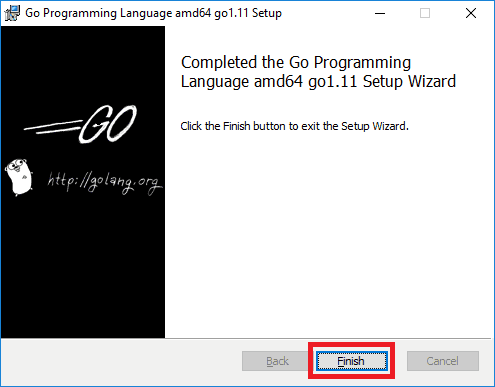 Go Programming Language amd64 go1.11 Setup
Completed the Go Programming
Language amd64 go1.11 Setup Wizard
Click the Finish button to exit the Setup Wizard.
GO
http://golang.org
Back
Finish
Cancel